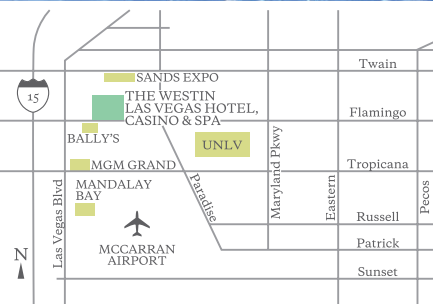 Twain
SANDS EXPO
15
THE WESTIN
LAS VEGAS HOTEL,
CASINO & SPA
Flamingo
BALLY'S
UNLV
MGM GRAND
Tropicana
MANDALAY
BAY
Las Vegas Blvd
Paradise
Maryland Pkwy
Eastern
Pecos
Russell
N
MCCARRAN
AIRPORT
Patrick
Sunset